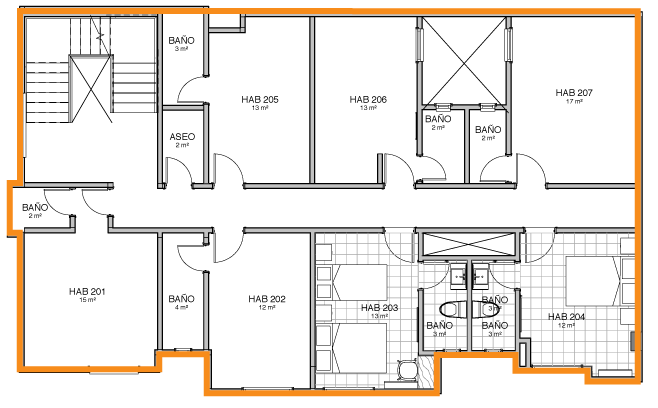 BAÑO
3 m²
HAB 205
13 m²
HAB 206
13 m²
HAB 207
17 m²
ASEO
2 m²
BAÑO
2 m²
BAÑO
2 m²
BAÑO
2 m²
HAB 201
15 m²
BAÑO
4 m²
HAB 202
12 m²
HAB 203
13 m²
BAÑO
3 m²
BAÑO
3 m²
BAÑO
3 m²
HAB 204
12 m²